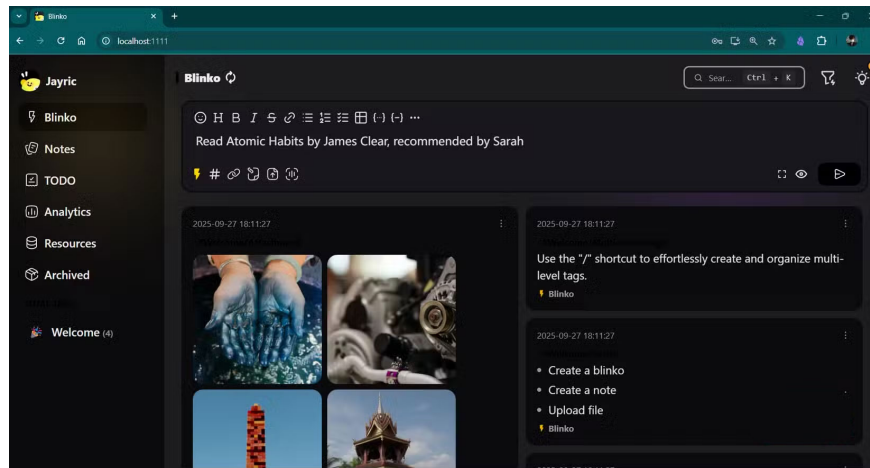 Blinko
localhost:1111
Jayric
Blinko
Notes
TODO
Analytics
Resources
Archived
Welcome (4)
Blinko
Sear... Ctrl + K
H B I S
Read Atomic Habits by James Clear, recommended by Sarah
#
2025-09-27 18:11:27
2025-09-27 18:11:27
Use the "/" shortcut to effortlessly create and organize multi-
level tags.
Blinko
2025-09-27 18:11:27
Create a blinko
Create a note
Upload file
Blinko